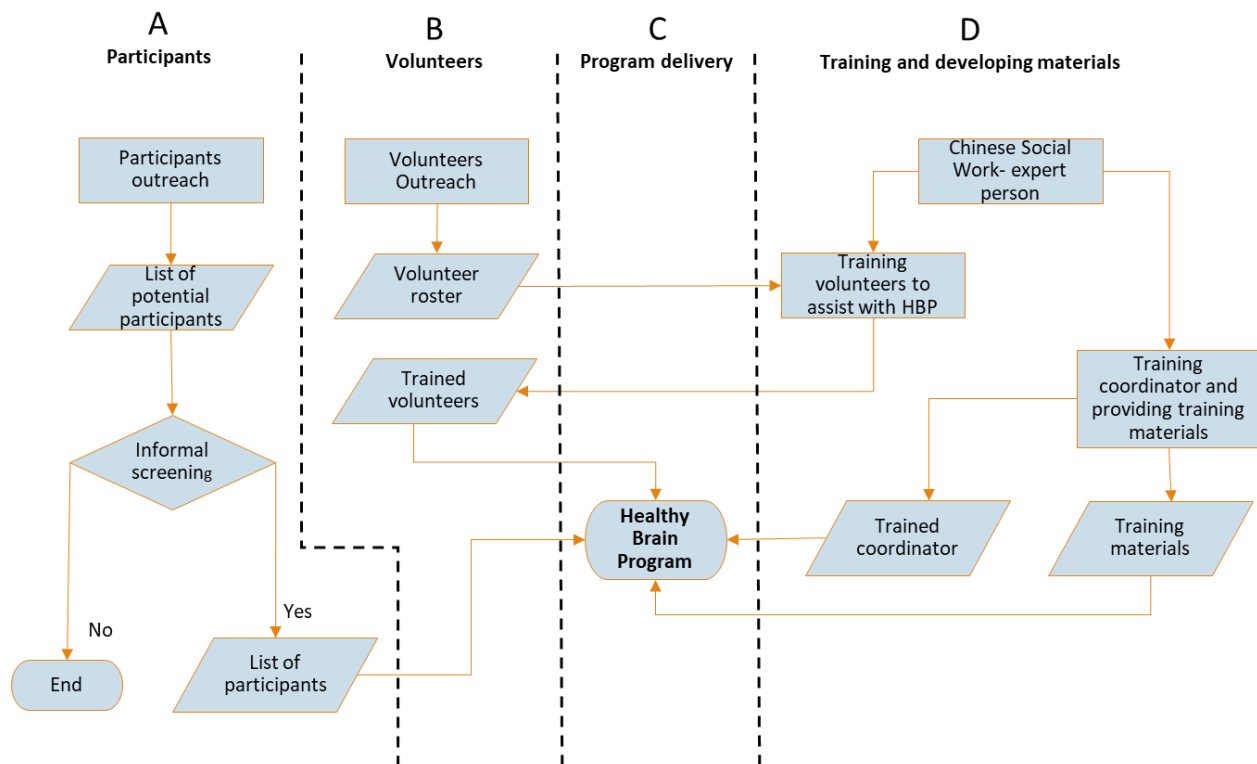 A
Participants
B
Volunteers
C
Program delivery
D
Training and developing materials
Participants
outreach
List of
potential
participants
Informal
screening
No
Yes
End
List of
participants
Volunteers
Outreach
Volunteer
roster
Trained
volunteers
Healthy
Brain
Program
Chinese Social
Work- expert
person
Training
volunteers to
assist with HBP
Training
coordinator and
providing training
materials
Trained
coordinator
Training
materials